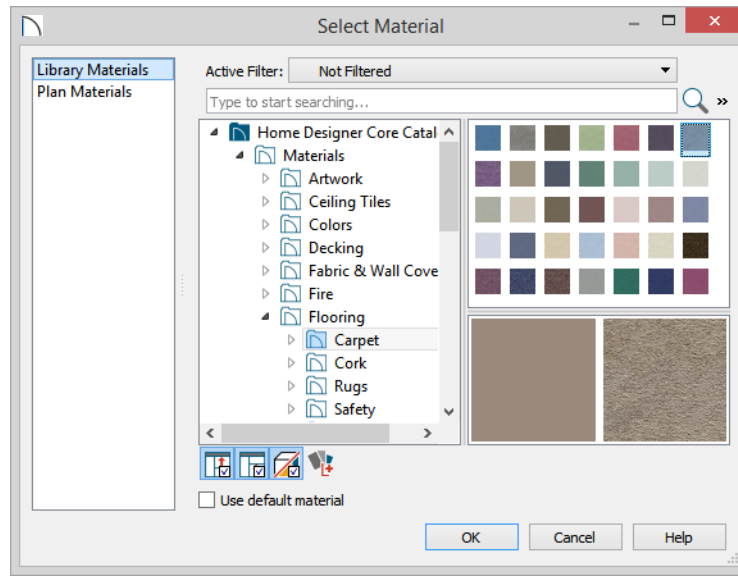 Select Material
Library Materials
Plan Materials
Active Filter: Not Filtered
Type to start searching...
»
Home Designer Core Catal
Materials
Artwork
Ceiling Tiles
Colors
Decking
Fabric & Wall Cove
Fire
Flooring
Carpet
Cork
Rugs
Safety
Use default material
OK Cancel Help